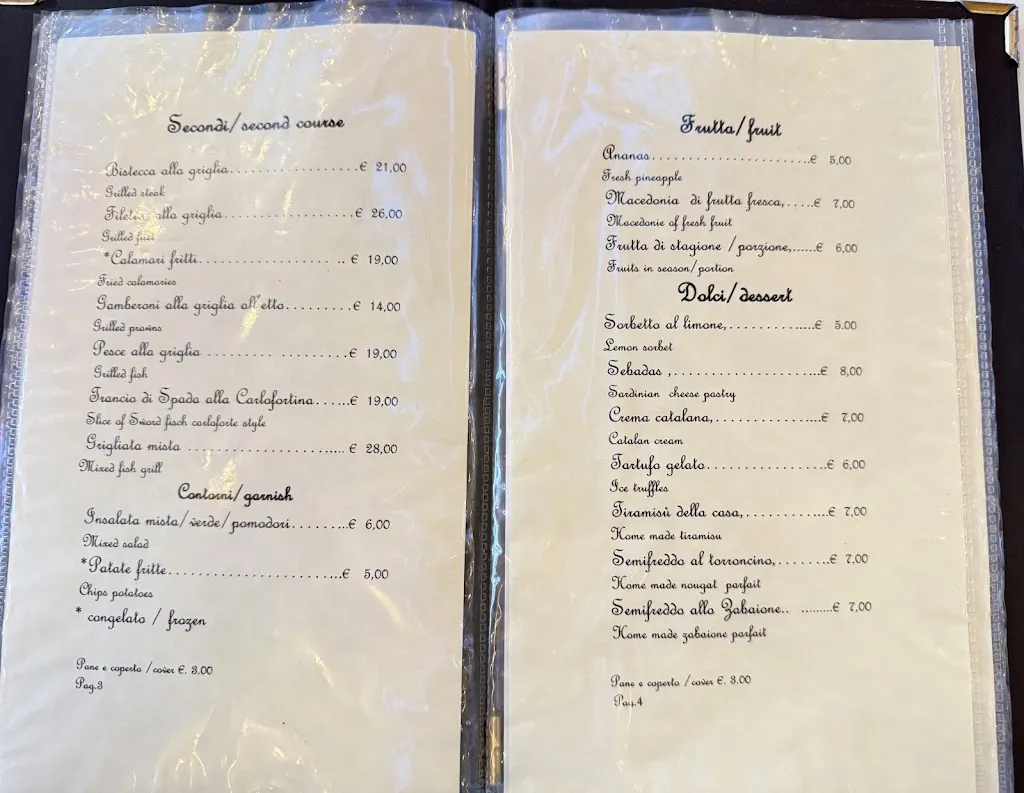 Secondi/second course
Bistecca alla griglia....................€ 21,00
Grilled steak
alla griglia.....................€ 26,00
Grilled
*Calamari fritti....................... .. € 19,00
Fried calamaries
Gamberoni alla griglia all'etto..........€ 14,00
Grilled prawns
Pesce alla griglia ......................€ 19,00
Grilled fish
Trancio di Spada alla Carlofortina......€ 19,00
Slice of Sword fisch carloforte style
Grigliata mista ......................... € 28,00
Mixed fish grill
Contorni/garnish
Insalata mista/verde/pomodori.........€ 6,00
Mixed salad
*Patate fritte...........................€ 5,00
Chips potatoes
* congelato / frozen
Pane e coperto /cover €. 3.00
Pag.3
Frutta/fruit
Ananas.......................€ 5,00
Fresh pineapple
Macedonia di frutta fresca,.....€ 7,00
Macedonie of fresh fruit
Frutta di stagione /porzione,......€ 6,00
Fruits in season/portion
Dolci/dessert
Sorbetto al limone,.............€ 5.00
Lemon sorbet
Sebadas ,......................€ 8,00
Sardinian cheese pastry
Crema catalana,...............€ 7,00
Catalan cream
Tartufo gelato.................€ 6,00
Ice truffles
Tiramisù della casa,............€ 7,00
Home made tiramisu
Semifreddo al torroncino,........€ 7,00
Home made nougat parfait
Semifreddo allo Zabaione.. .........€ 7,00
Home made zabaione parfait
Pane e coperto /cover €. 3.00
Pag.4